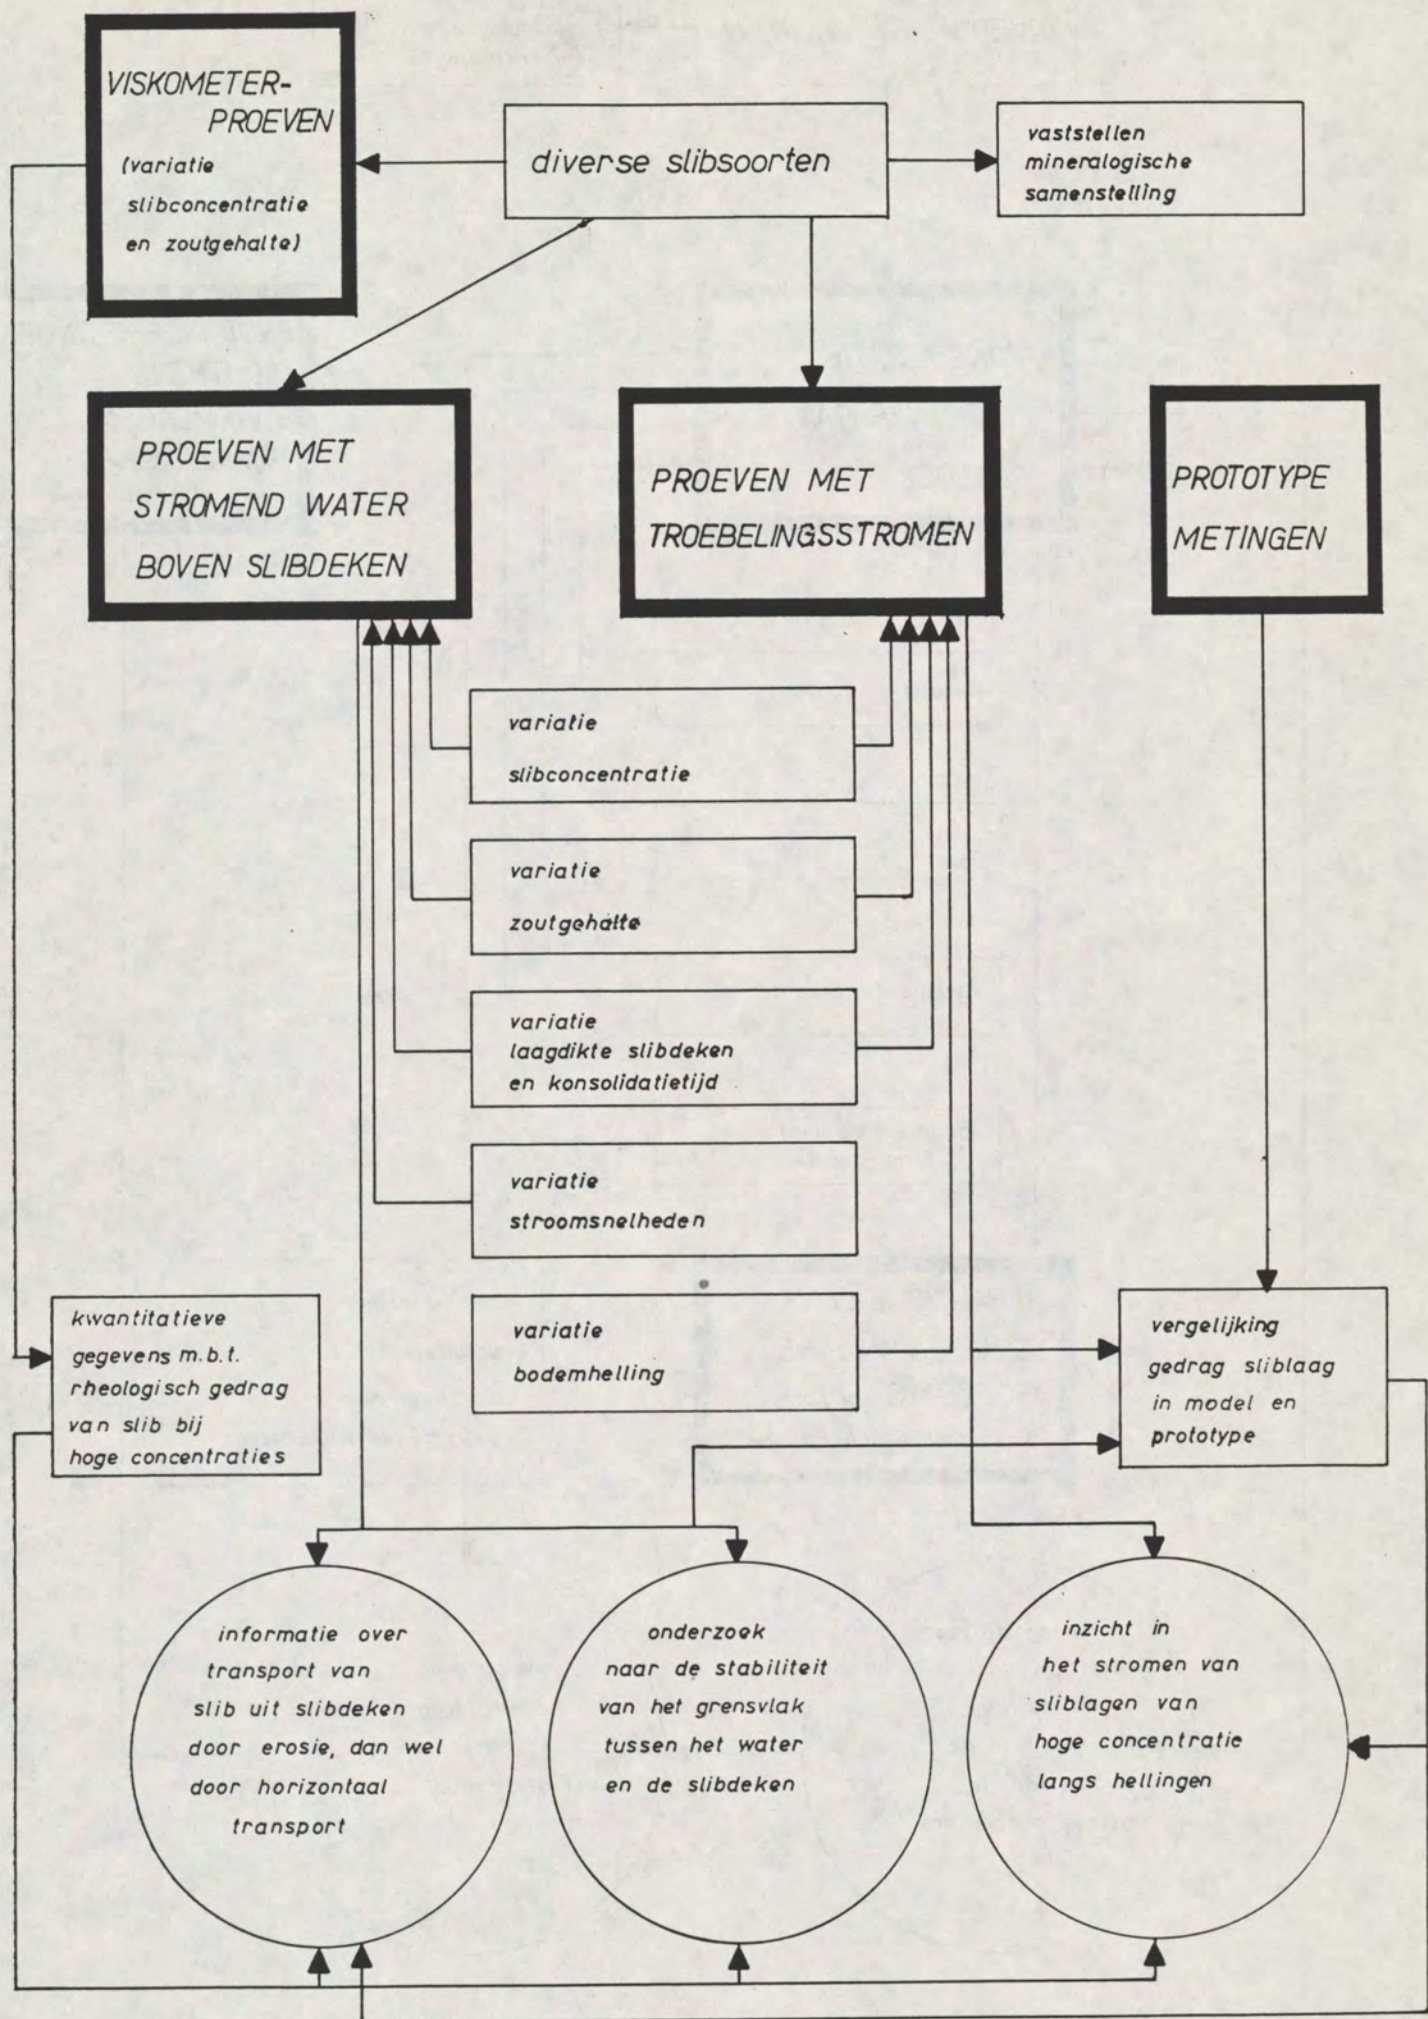 VISKOMETER-
PROEVEN
(variatie
slibconcentratie
en zoutgehalte)
diverse slibsoorten
vaststellen
mineralogische
samenstelling
PROEVEN MET
STROMEND WATER
BOVEN SLIBDEKEN
PROEVEN MET
TROEBELINGSSTROMEN
PROTOTYPE
METINGEN
variatie
slibconcentratie
variatie
zoutgehalte
variatie
laagdikte slibdeken
en konsolidatietijd
variatie
stroomsnelheden
variatie
bodemhelling
kwantitatieve
gegevens m.b.t.
rheologisch gedrag
van slib bij
hoge concentraties
vergelijking
gedrag sliblaag
in model en
prototype
informatie over
transport van
slib uit slibdeken
door erosie, dan wel
door horizontaal
transport
onderzoek
naar de stabiliteit
van het grensvlak
tussen het water
en de slibdeken
inzicht in
het stromen van
sliblagen van
hoge concentratie
langs hellingen